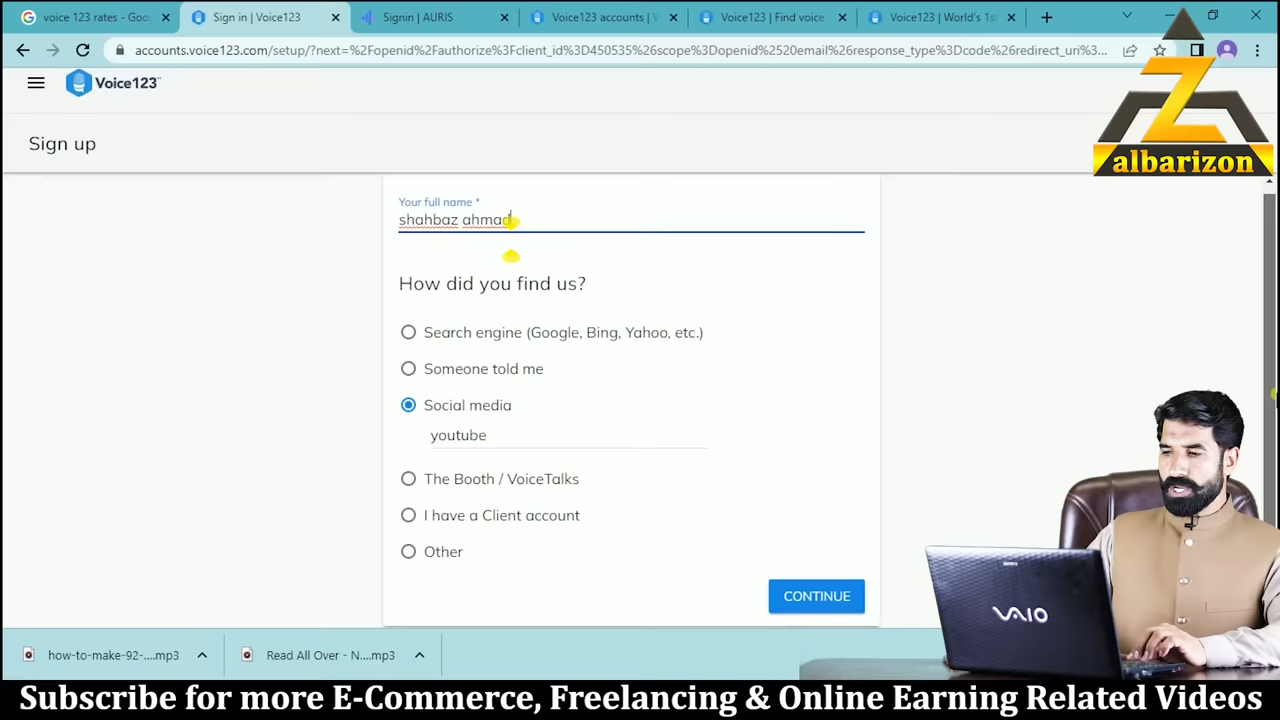 voice 123 rates - Goo
Sign in | Voice123
Signin | AURIS
Voice123 accounts | V
Voice123 | Find voice
Voice123 | World's 1st
accounts.voice123.com/setup/?next=%2Fopenid%2Fauthorize%3Fclient_id%3D450535%26scope%3Dopenid%2520email%26response_type%3Dcode%26redirect_uri%3...
Voice123
Z
albarizon
Sign up
Your full name *
shahbaz ahmad
How did you find us?
Search engine (Google, Bing, Yahoo, etc.)
Someone told me
Social media
youtube
The Booth / VoiceTalks
I have a Client account
Other
CONTINUE
VAIO
how-to-make-92-....mp3
Read All Over - N....mp3
Subscribe for more E-Commerce, Freelancing & Online Earning Related Videos